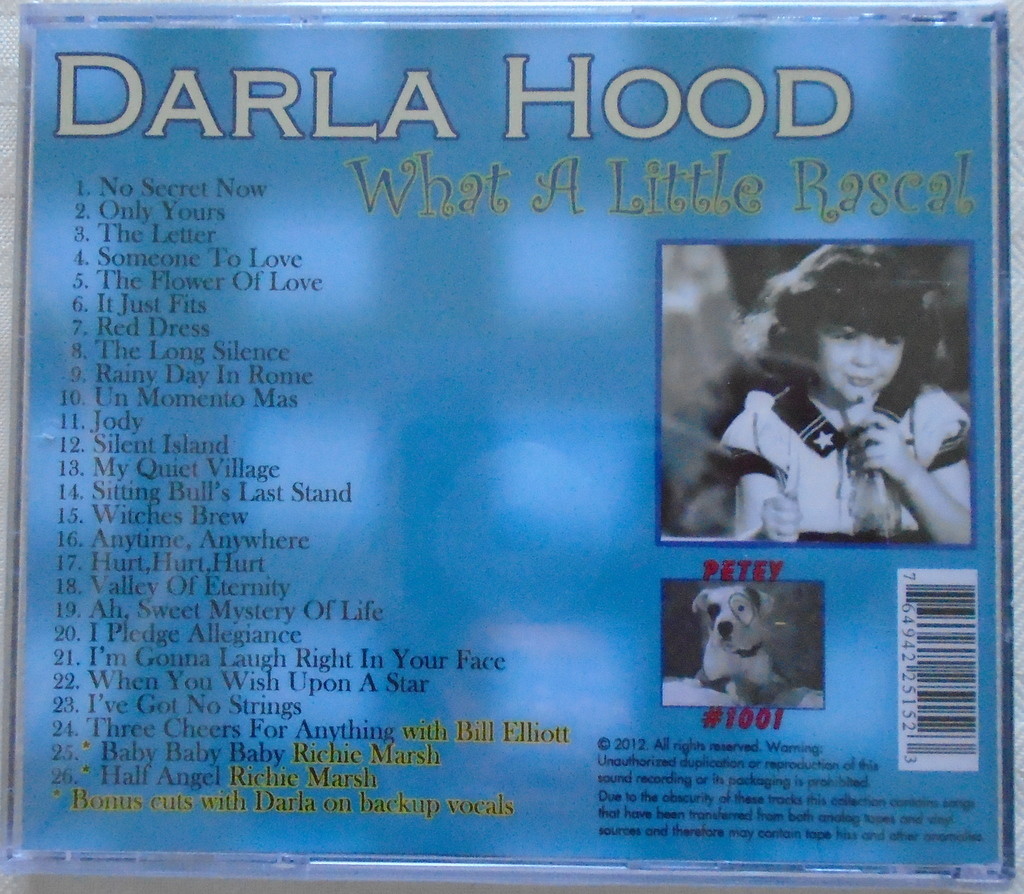 DARLA HOOD
What A Little Rascal
1. No Secret Now
2. Only Yours
3. The Letter
4. Someone To Love
5. The Flower Of Love
6. It Just Fits
7. Red Dress
8. The Long Silence
9. Rainy Day In Rome
10. Un Momento Mas
11. Jody
12. Silent Island
13. My Quiet Village
14. Sitting Bull's Last Stand
15. Witches Brew
16. Anytime, Anywhere
17. Hurt,Hurt,Hurt
18. Valley Of Eternity
19. Ah, Sweet Mystery Of Life
20. I Pledge Allegiance
21. I'm Gonna Laugh Right In Your Face
22. When You Wish Upon A Star
23. I've Got No Strings
24. Three Cheers For Anything with Bill Elliott
25.* Baby Baby Baby Richie Marsh
26.* Half Angel Richie Marsh
* Bonus cuts with Darla on backup vocals
PETEY
#1001
7 64942 25152 3
© 2012. All rights reserved. Warning:
Unauthorized duplication or reproduction of this
sound recording or its packaging is prohibited.
Due to the obscurity of these tracks this collection contains songs
that have been transferred from both analog tapes and vinyl
sources and therefore may contain tape hiss and other anomalies.